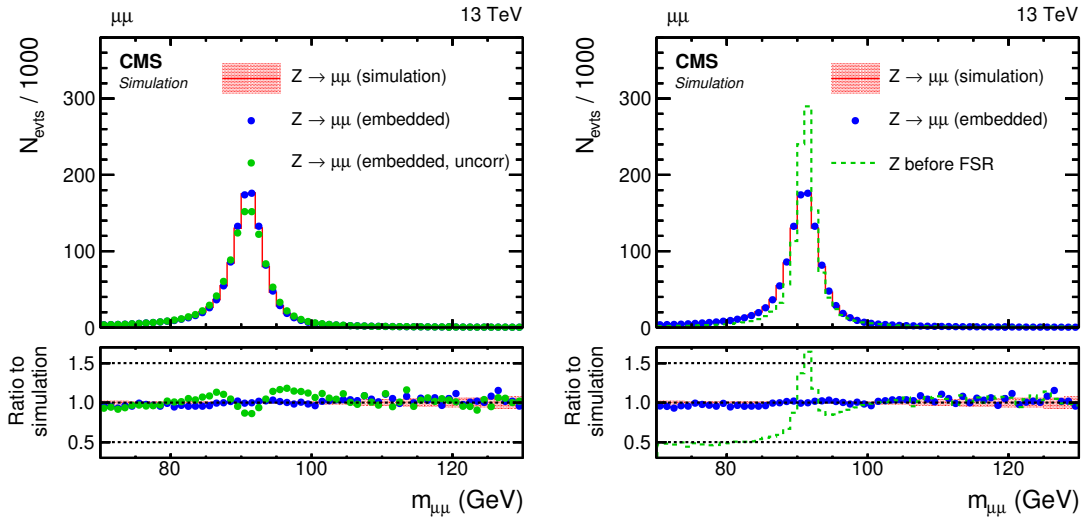 μμ
13 TeV
CMS
Simulation
Z → μμ (simulation)
Z → μμ (embedded)
Z → μμ (embedded, uncorr)
N_evts / 1000
300
200
100
0
Ratio to
simulation
1.5
1.0
0.5
80
100
120
m_μμ (GeV)
μμ
13 TeV
CMS
Simulation
Z → μμ (simulation)
Z → μμ (embedded)
Z before FSR
N_evts / 1000
300
200
100
0
Ratio to
simulation
1.5
1.0
0.5
80
100
120
m_μμ (GeV)